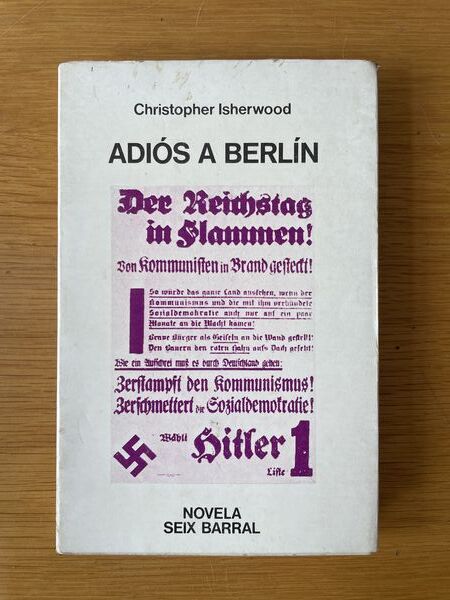 Christopher Isherwood
ADIÓS A BERLÍN
Der Reichstag
in Flammen!
Von Kommunisten in Brand gesteckt!
So würde das ganze Land aussehen, wenn der
Kommunismus und die mit ihm verbündete
Sozialdemokratie auch nur auf ein paar
Monate an die Macht kämen!
Brave Bürger als Geiseln an die Wand gestellt!
Den Bauern den roten Hahn aufs Dach gesetzt!
Wie ein Aufschrei muß es durch Deutschland gehen:
Zerstampft den Kommunismus!
Zerschmettert die Sozialdemokratie!
Wählt Hitler
Liste 1
NOVELA
SEIX BARRAL